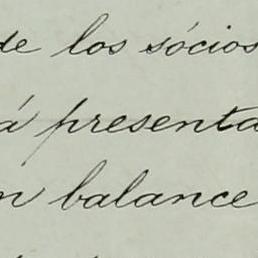 de los sócios
á presenta
n balance